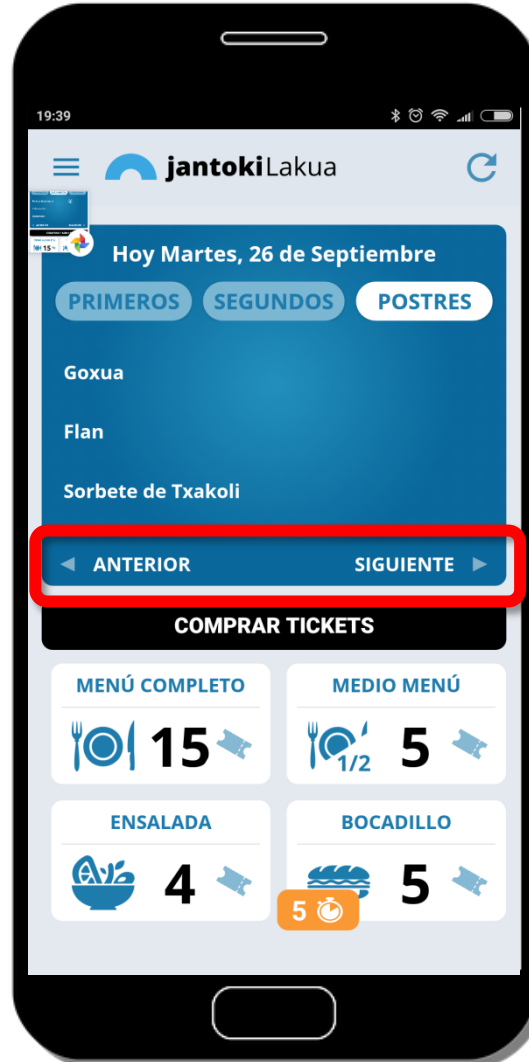 19:39
jantokiLakua
Hoy Martes, 26 de Septiembre
PRIMEROS SEGUNDOS POSTRES
Goxua
Flan
Sorbete de Txakoli
ANTERIOR SIGUIENTE
COMPRAR TICKETS
MENÚ COMPLETO MEDIO MENÚ
15 1/2 5
ENSALADA BOCADILLO
4 5
5